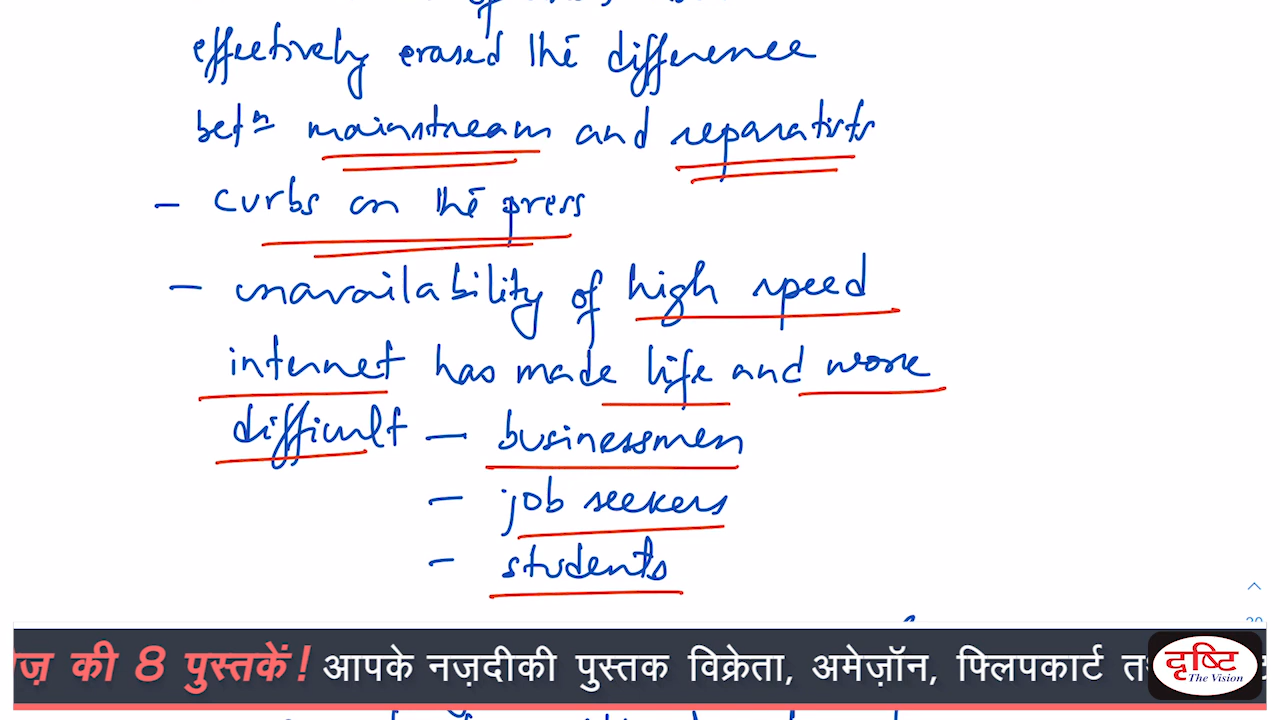 effectively erased the difference
betn mainstream and separatists
- curbs on the press
- unavailability of high speed
internet has made life and work
difficult - businessmen
- job seekers
- students
की 8 पुस्तकें! आपके नज़दीकी पुस्तक विक्रेता, अमेज़ॉन, फ्लिपकार्ट
दृष्टि
The Vision